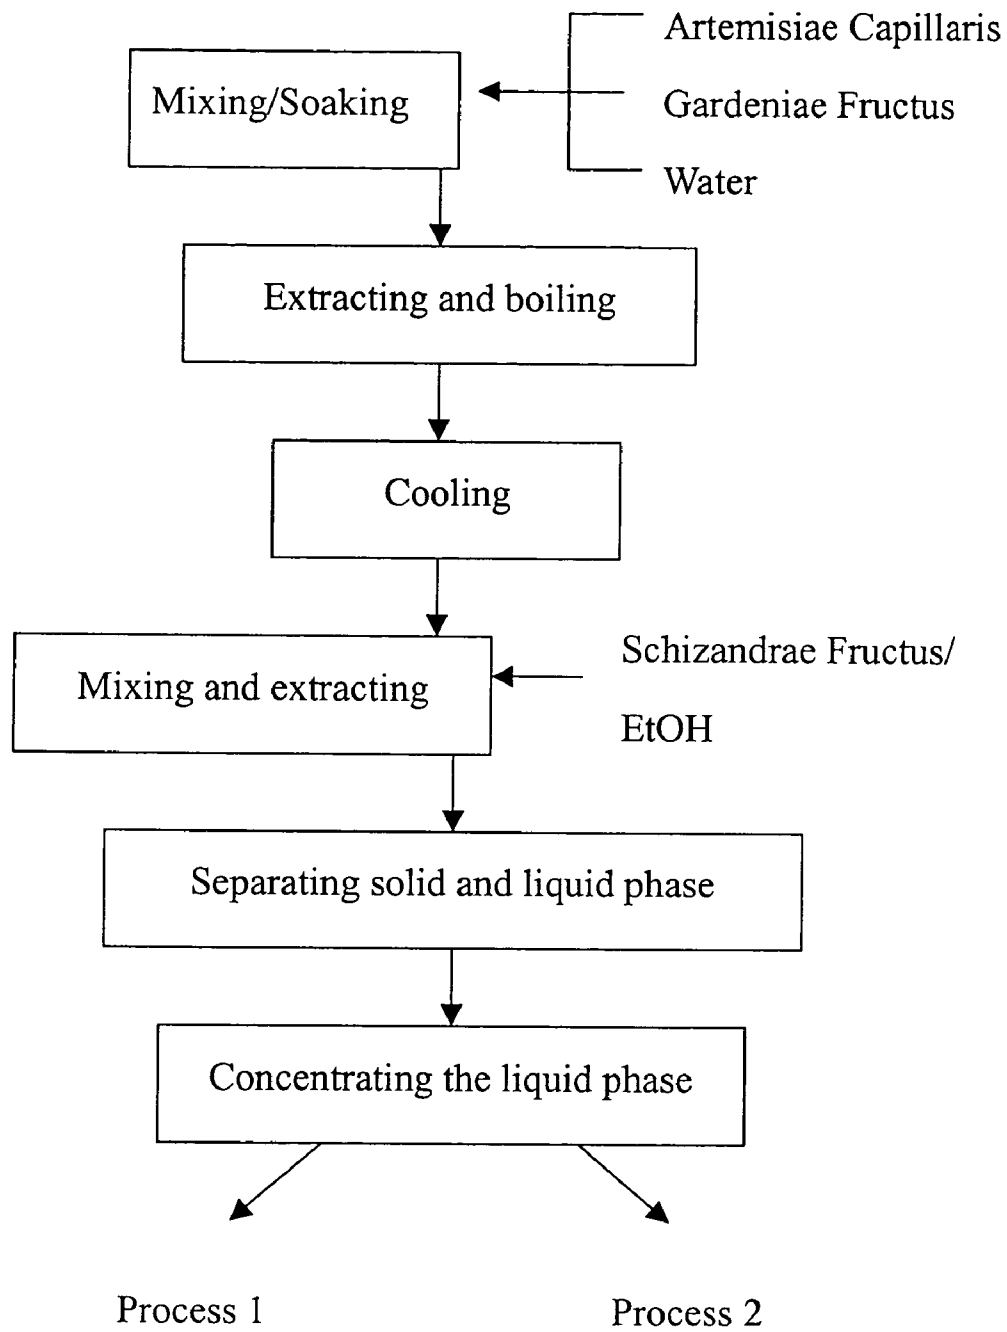 Artemisiae Capillaris
Mixing/Soaking
Gardeniae Fructus
Water
Extracting and boiling
Cooling
Schizandrae Fructus/
EtOH
Mixing and extracting
Separating solid and liquid phase
Concentrating the liquid phase
Process 1
Process 2